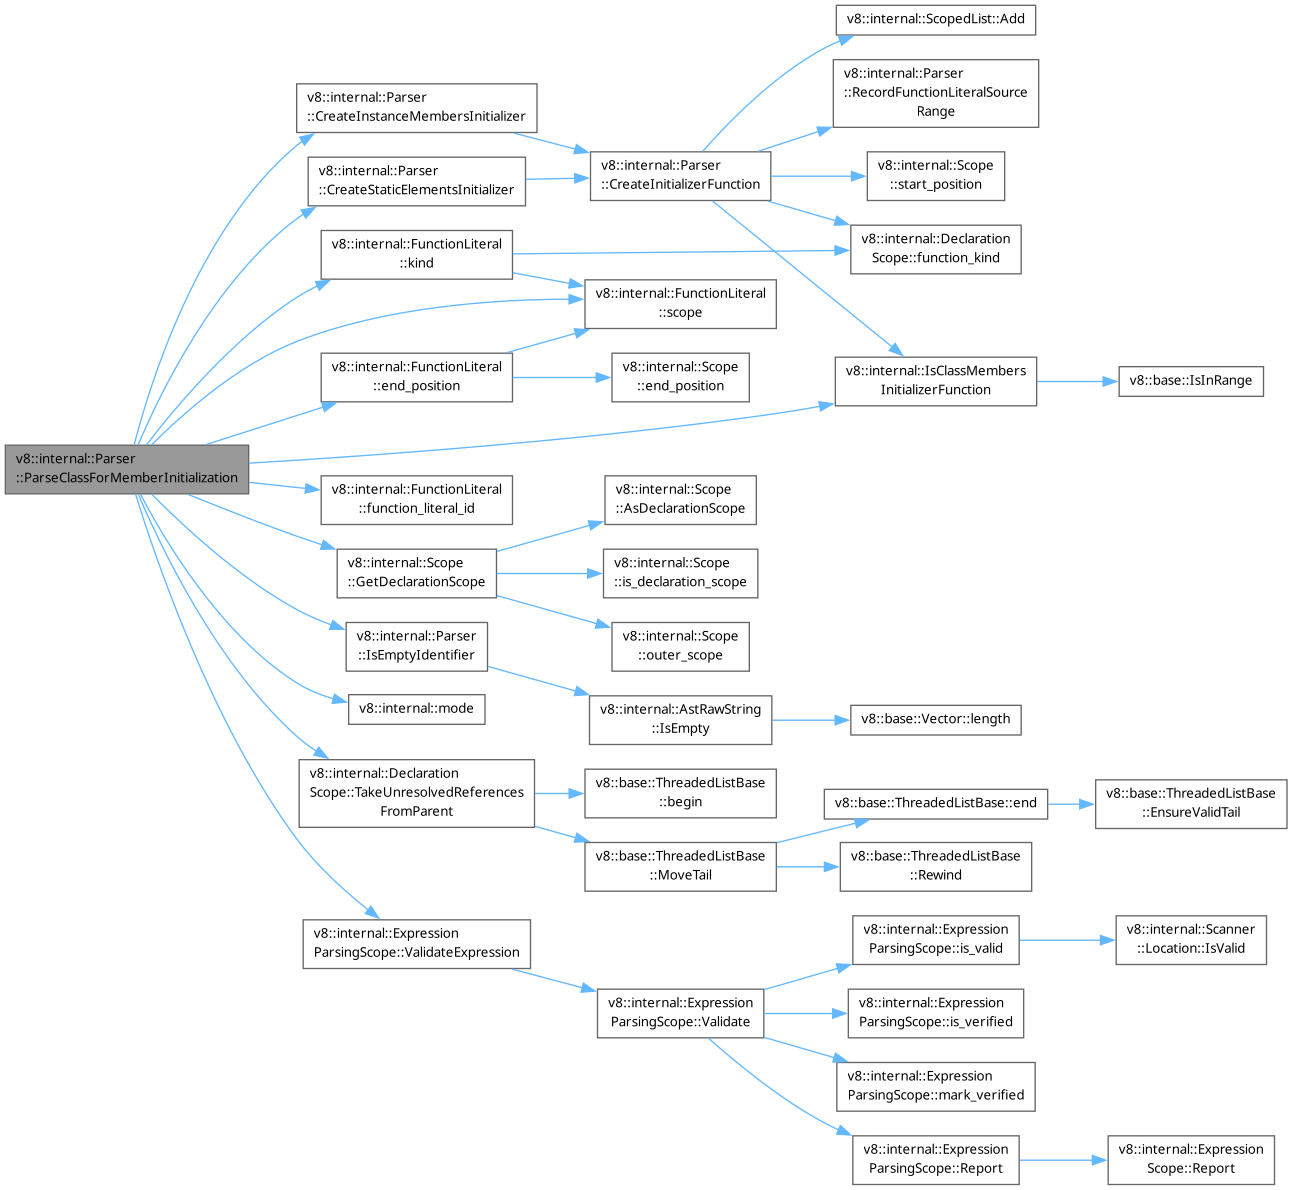 v8::internal::Parser
::ParseClassForMemberInitialization
v8::internal::Parser
::CreateInstanceMembersInitializer
v8::internal::Parser
::CreateStaticElementsInitializer
v8::internal::FunctionLiteral
::kind
v8::internal::FunctionLiteral
::end_position
v8::internal::FunctionLiteral
::function_literal_id
v8::internal::Scope
::GetDeclarationScope
v8::internal::Parser
::IsEmptyIdentifier
v8::internal::mode
v8::internal::Declaration
Scope::TakeUnresolvedReferences
FromParent
v8::internal::Expression
ParsingScope::ValidateExpression
v8::internal::Parser
::CreateInitializerFunction
v8::internal::FunctionLiteral
::scope
v8::internal::Scope
::end_position
v8::internal::Scope
::AsDeclarationScope
v8::internal::Scope
::is_declaration_scope
v8::internal::Scope
::outer_scope
v8::internal::AstRawString
::IsEmpty
v8::base::ThreadedListBase
::begin
v8::base::ThreadedListBase
::MoveTail
v8::internal::Expression
ParsingScope::Validate
v8::internal::ScopedList::Add
v8::internal::Parser
::RecordFunctionLiteralSource
Range
v8::internal::Scope
::start_position
v8::internal::Declaration
Scope::function_kind
v8::internal::IsClassMembers
InitializerFunction
v8::base::Vector::length
v8::base::ThreadedListBase::end
v8::base::ThreadedListBase
::Rewind
v8::internal::Expression
ParsingScope::is_valid
v8::internal::Expression
ParsingScope::is_verified
v8::internal::Expression
ParsingScope::mark_verified
v8::internal::Expression
ParsingScope::Report
v8::base::IsInRange
v8::base::ThreadedListBase
::EnsureValidTail
v8::internal::Scanner
::Location::IsValid
v8::internal::Expression
Scope::Report